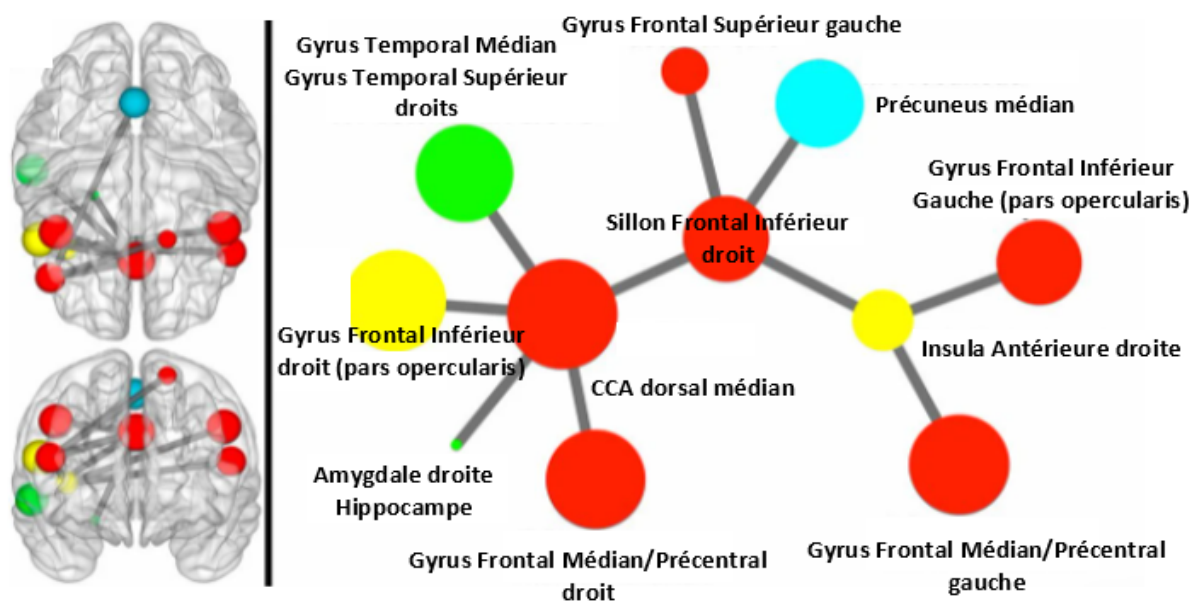 Gyrus Frontal Supérieur gauche
Gyrus Temporal Médian
Gyrus Temporal Supérieur
droits
Précuneus médian
Gyrus Frontal Inférieur
Gauche (pars opercularis)
Sillon Frontal Inférieur
droit
Gyrus Frontal Inférieur
droit (pars opercularis)
Insula Antérieure droite
CCA dorsal médian
Amygdale droite
Hippocampe
Gyrus Frontal Médian/Précentral
droit
Gyrus Frontal Médian/Précentral
gauche